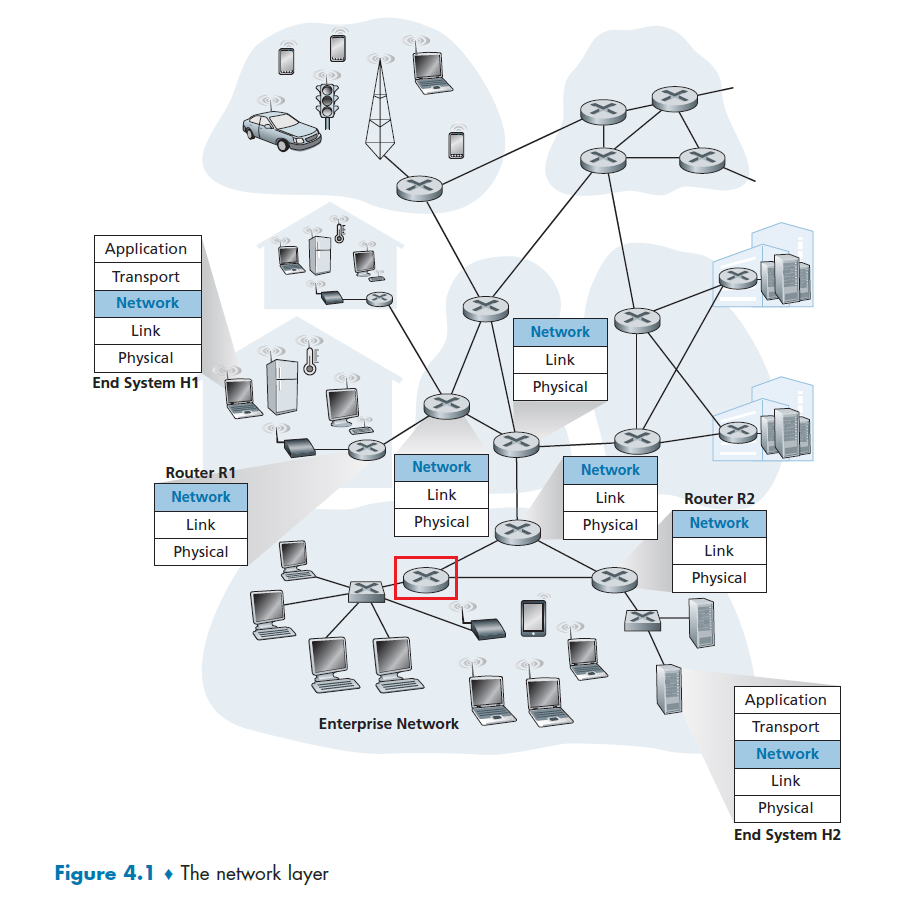 Application
Transport
Network
Link
Physical
End System H1
Network
Link
Physical
Router R1
Network
Link
Physical
Network
Link
Physical
Network
Link
Physical
Router R2
Network
Link
Physical
Enterprise Network
Application
Transport
Network
Link
Physical
End System H2
Figure 4.1 ♦ The network layer